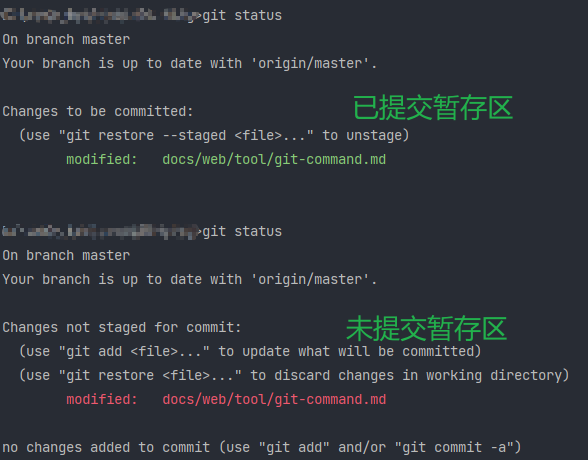 >git status
On branch master
Your branch is up to date with 'origin/master'.
Changes to be committed: 已提交暂存区
(use "git restore --staged <file>..." to unstage)
modified: docs/web/tool/git-command.md
>git status
On branch master
Your branch is up to date with 'origin/master'.
Changes not staged for commit: 未提交暂存区
(use "git add <file>..." to update what will be committed)
(use "git restore <file>..." to discard changes in working directory)
modified: docs/web/tool/git-command.md
no changes added to commit (use "git add" and/or "git commit -a")